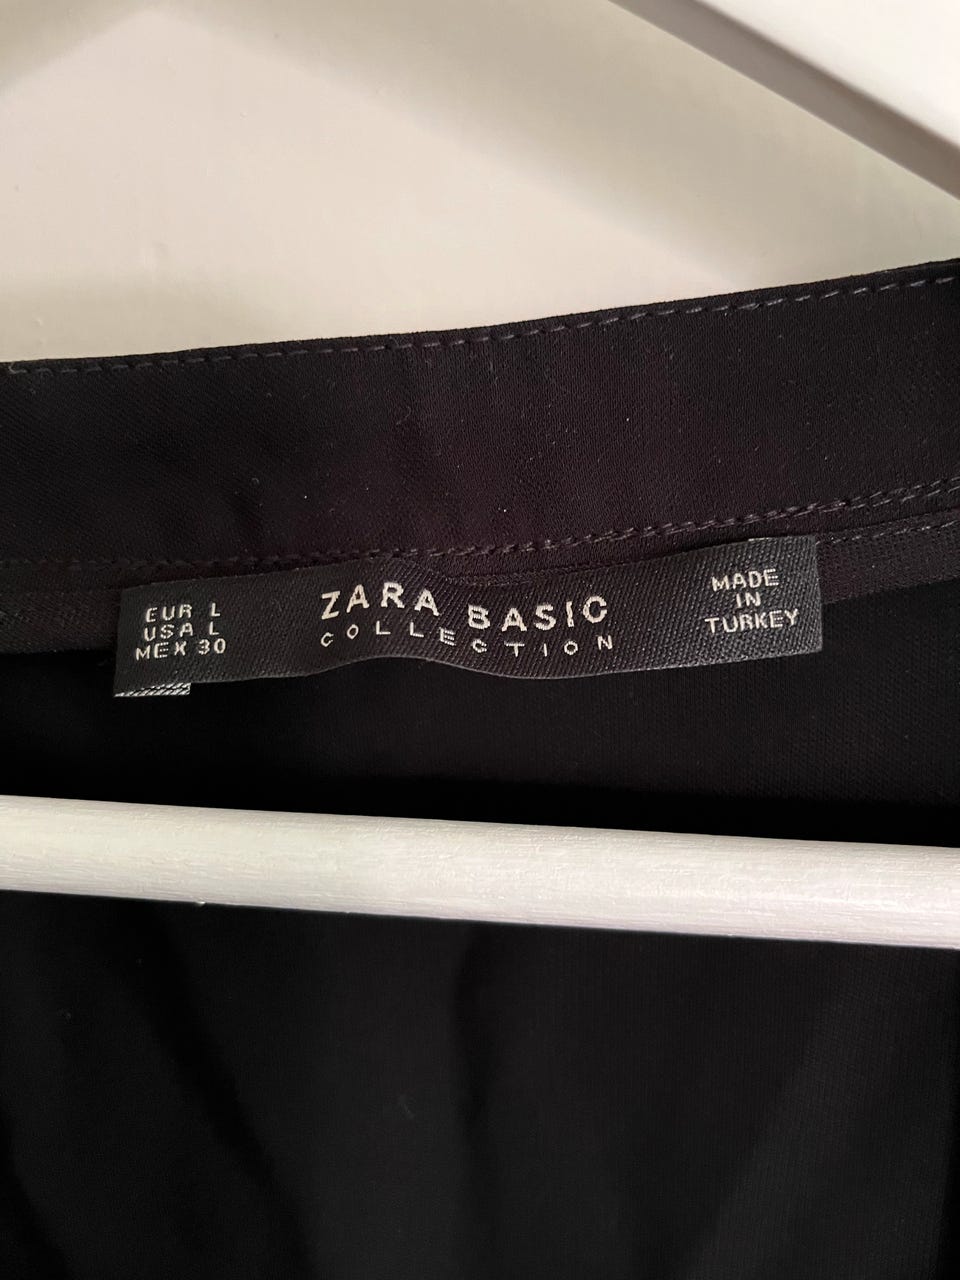 EUR L
USA L
MEX 30
ZARA BASIC
COLLECTION
MADE
IN
TURKEY